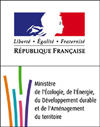 Liberté • Égalité • Fraternité
RÉPUBLIQUE FRANÇAISE
Ministère
de l'Écologie, de l'Énergie,
du Développement durable
et de l'Aménagement
du territoire